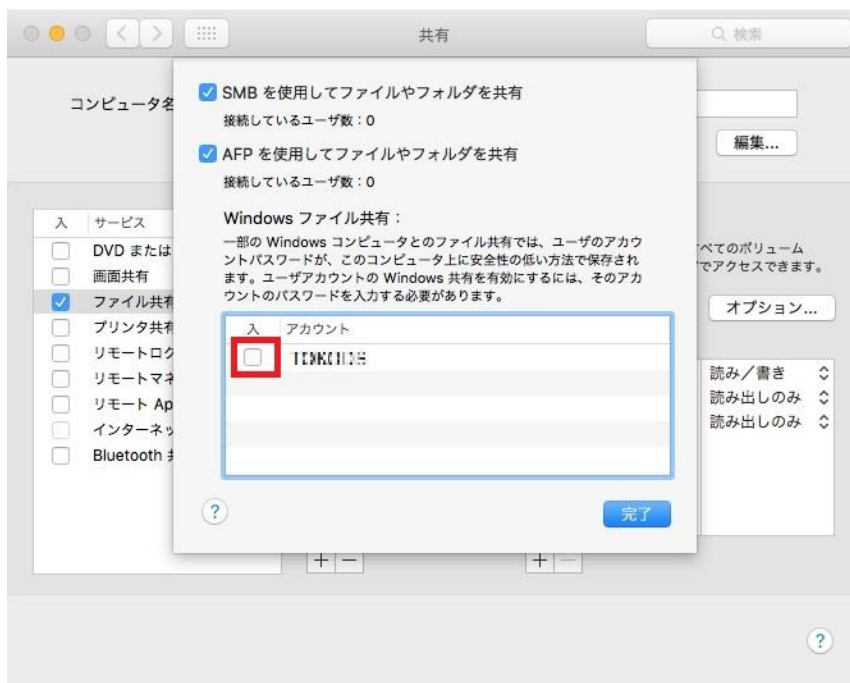 共有
検索
コンピュータ名
編集...
SMB を使用してファイルやフォルダを共有
接続しているユーザ数：0
AFP を使用してファイルやフォルダを共有
接続しているユーザ数：0
Windows ファイル共有：
一部の Windows コンピュータとのファイル共有では、ユーザのアカウ
ントパスワードが、このコンピュータ上に安全性の低い方法で保存され
ます。ユーザアカウントの Windows 共有を有効にするには、そのアカ
ウントのパスワードを入力する必要があります。
入 アカウント
?
完了
入 サービス
DVD または
画面共有
ファイル共有
プリンタ共有
リモートログ
リモートマネ
リモート Ap
インターネッ
Bluetooth 共
べてのボリューム
でアクセスできます。
オプション...
読み／書き
読み出しのみ
読み出しのみ
+ −
+ −
?